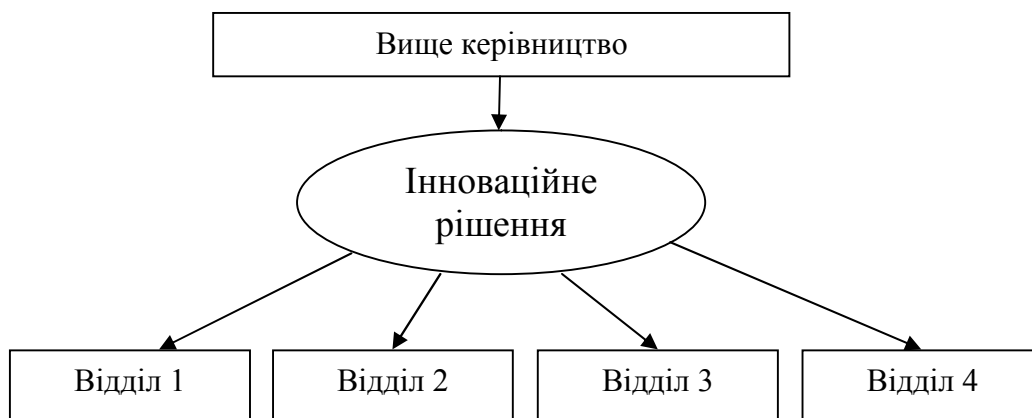 Вище керівництво
Інноваційне
рішення
Відділ 1
Відділ 2
Відділ 3
Відділ 4